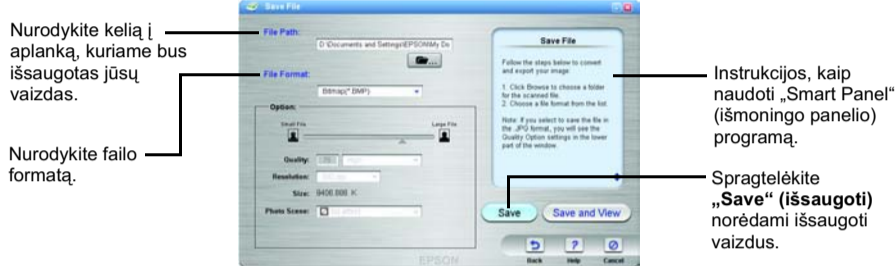 Nurodykite kelią į
aplanką, kuriame bus
išsaugotas jūsų
vaizdas.
Nurodykite failo
formatą.
Save File
File Path:
D:\Documents and Settings\EPSON\My Do
File Format:
Bitmap(*.BMP)
Option:
Small File
Large File
Quality:
High
Resolution:
Size: 8406.888 K
Photo Scene:
Save File
Follow the steps below to convert
and export your image:
1. Click Browse to choose a folder
for the scanned file.
2. Choose a file format from the list.
Note: If you select to save the file in
the .JPG format, you will see the
Quality Option settings in the lower
part of the window.
Save
Save and View
Back
Help
Cancel
EPSON
Instrukcijos, kaip
naudoti „Smart Panel“
(išmoningo panelio)
programą.
Spragtelėkite
„Save“ (išsaugoti)
norėdami išsaugoti
vaizdus.